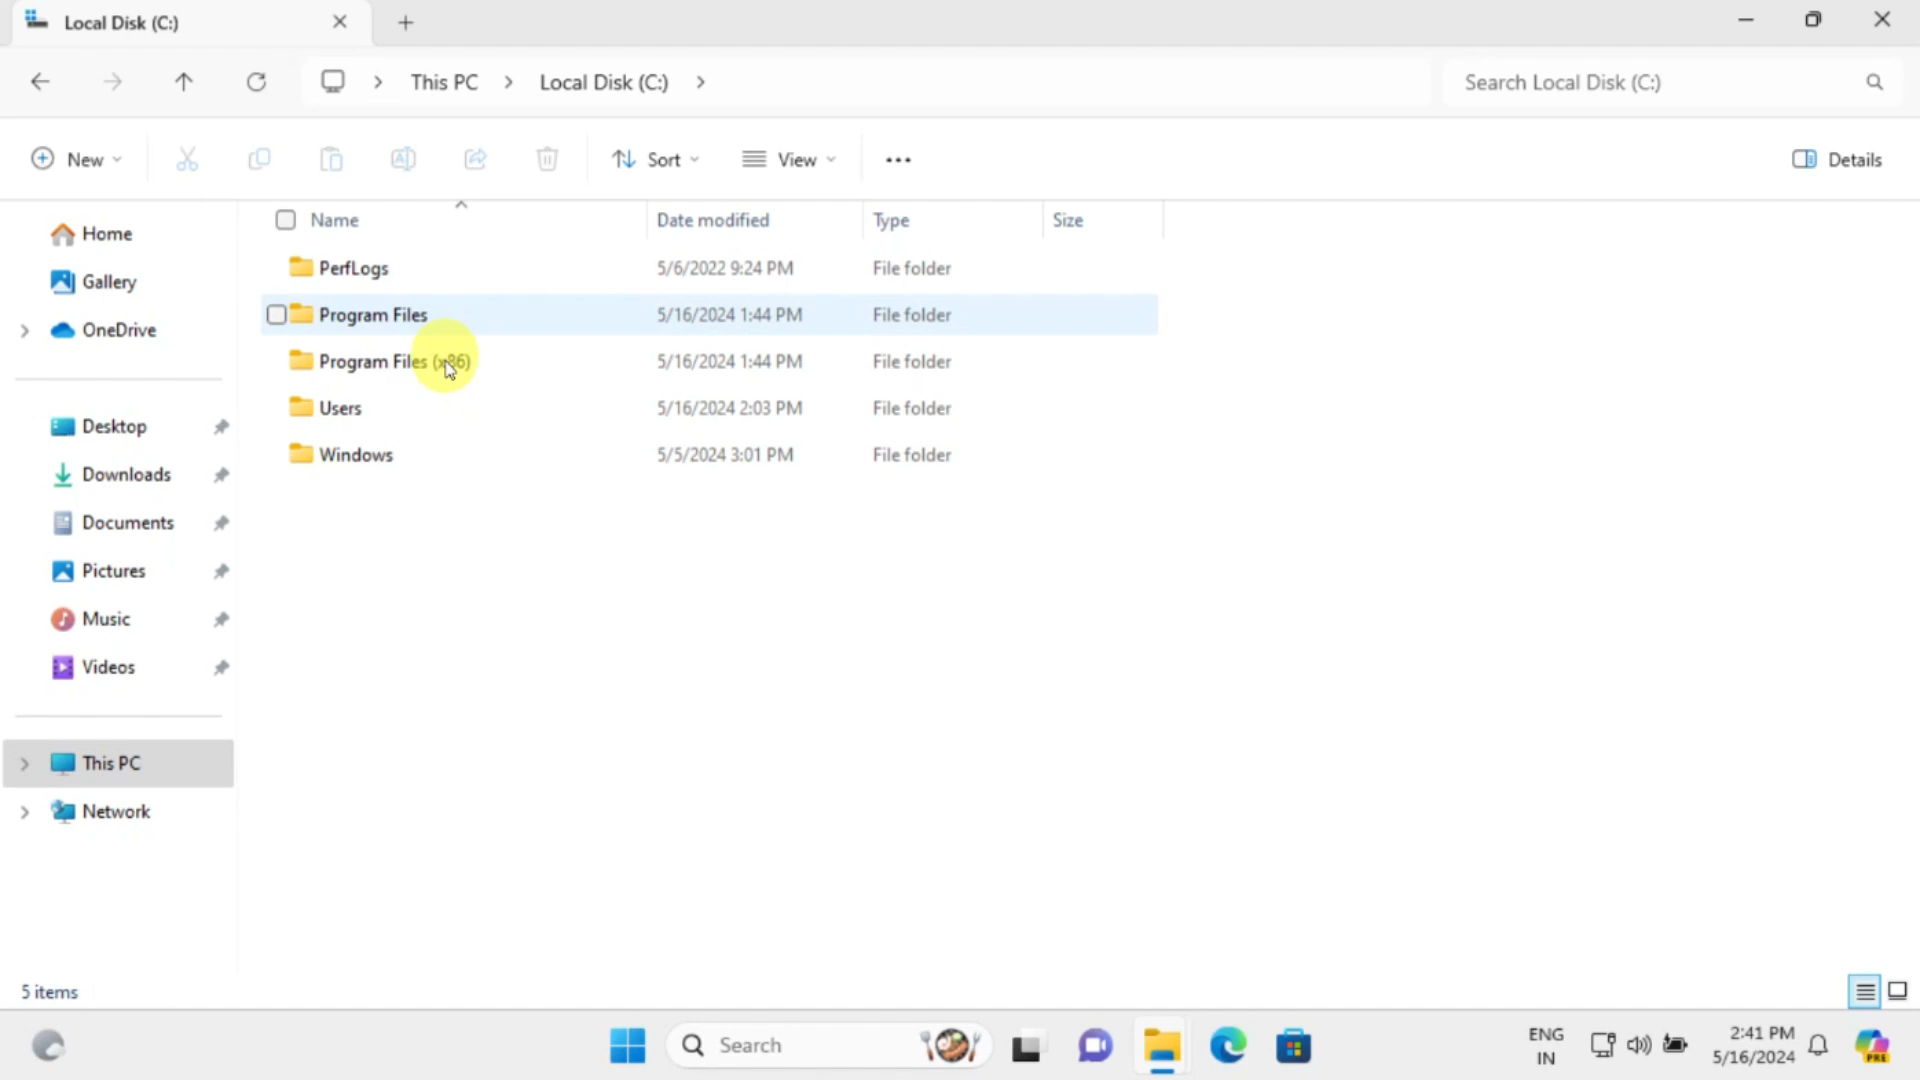 Local Disk (C:)
This PC Local Disk (C:) Search Local Disk (C:)
New Sort View Details
Name Date modified Type Size
PerfLogs 5/6/2022 9:24 PM File folder
Program Files 5/16/2024 1:44 PM File folder
Program Files (x86) 5/16/2024 1:44 PM File folder
Users 5/16/2024 2:03 PM File folder
Windows 5/5/2024 3:01 PM File folder
Home
Gallery
OneDrive
Desktop
Downloads
Documents
Pictures
Music
Videos
This PC
Network
5 items
Search
ENG
IN
2:41 PM
5/16/2024
PRE